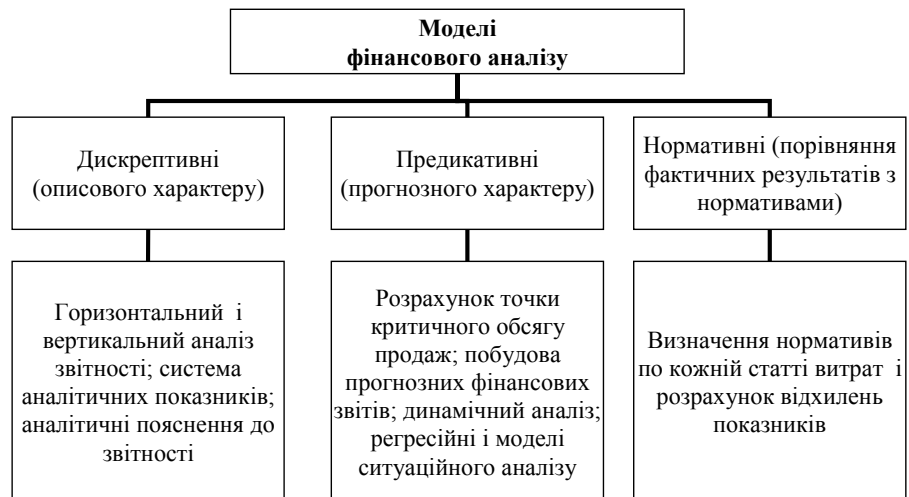 Моделі
фінансового аналізу
Дискрептивні
(описового характеру)
Предикативні
(прогнозного характеру)
Нормативні (порівняння
фактичних результатів з
нормативами)
Горизонтальний і
вертикальний аналіз
звітності; система
аналітичних показників;
аналітичні пояснення до
звітності
Розрахунок точки
критичного обсягу
продаж; побудова
прогнозних фінансових
звітів; динамічний аналіз;
регресійні і моделі
ситуаційного аналізу
Визначення нормативів
по кожній статті витрат і
розрахунок відхилень
показників